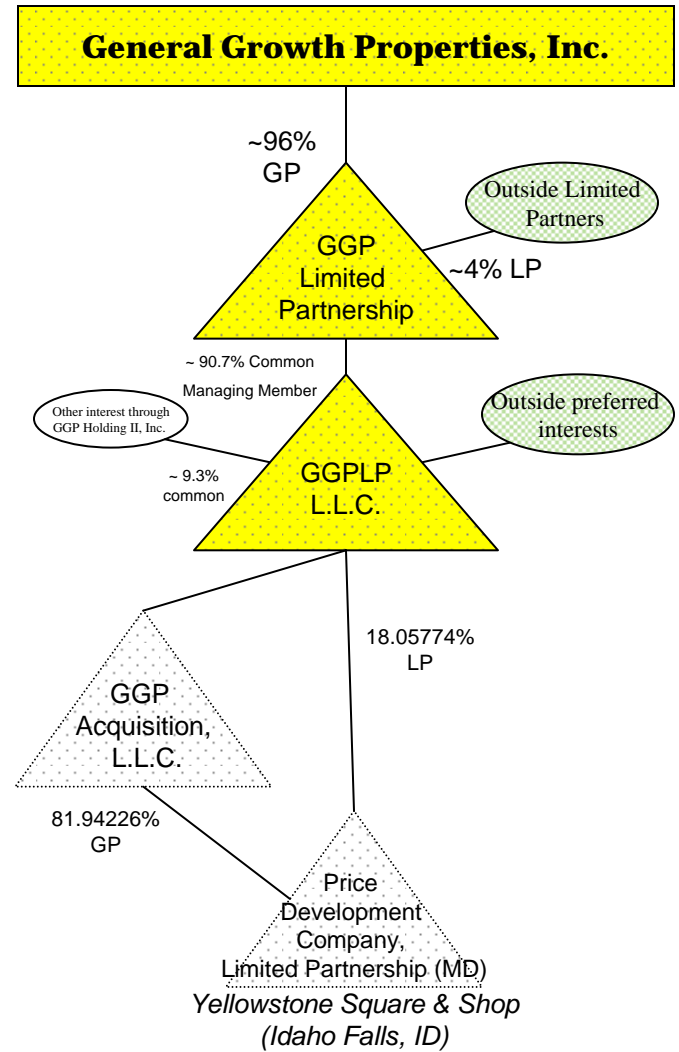 General Growth Properties, Inc.
~96%
GP
Outside Limited
Partners
GGP
Limited
Partnership
~4% LP
~ 90.7% Common
Managing Member
Other interest through
GGP Holding II, Inc.
Outside preferred
interests
~ 9.3%
common
GGPLP
L.L.C.
18.05774%
LP
GGP
Acquisition,
L.L.C.
81.94226%
GP
Price
Development
Company,
Limited Partnership (MD)
Yellowstone Square & Shop
(Idaho Falls, ID)